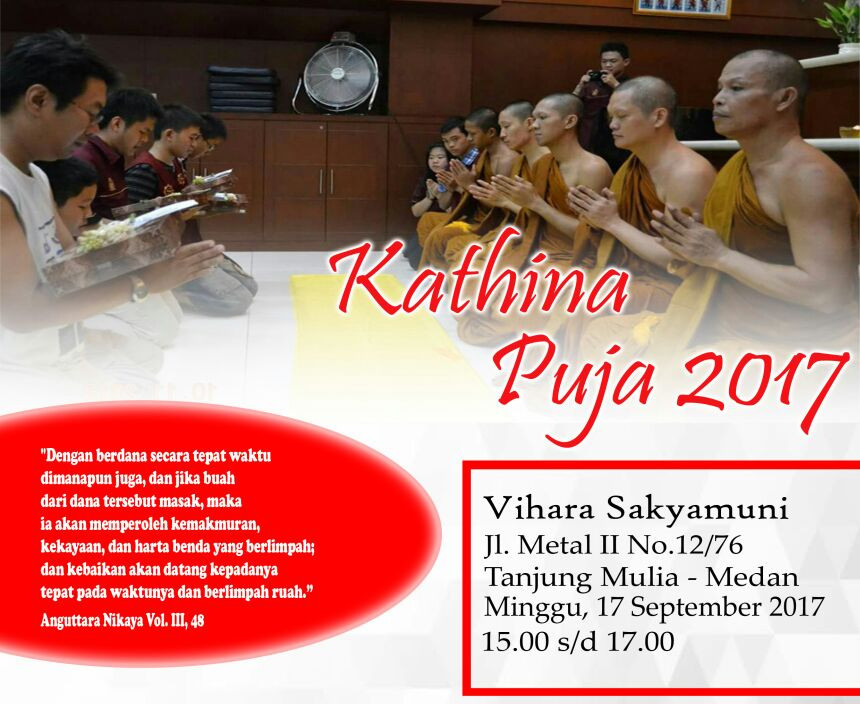 Kathina
Puja 2017
"Dengan berdana secara tepat waktu
dimanapun juga, dan jika buah
dari dana tersebut masak, maka
ia akan memperoleh kemakmuran,
kekayaan, dan harta benda yang berlimpah;
dan kebaikan akan datang kepadanya
tepat pada waktunya dan berlimpah ruah.”
Anguttara Nikaya Vol. III, 48
Vihara Sakyamuni
Jl. Metal II No.12/76
Tanjung Mulia - Medan
Minggu, 17 September 2017
15.00 s/d 17.00